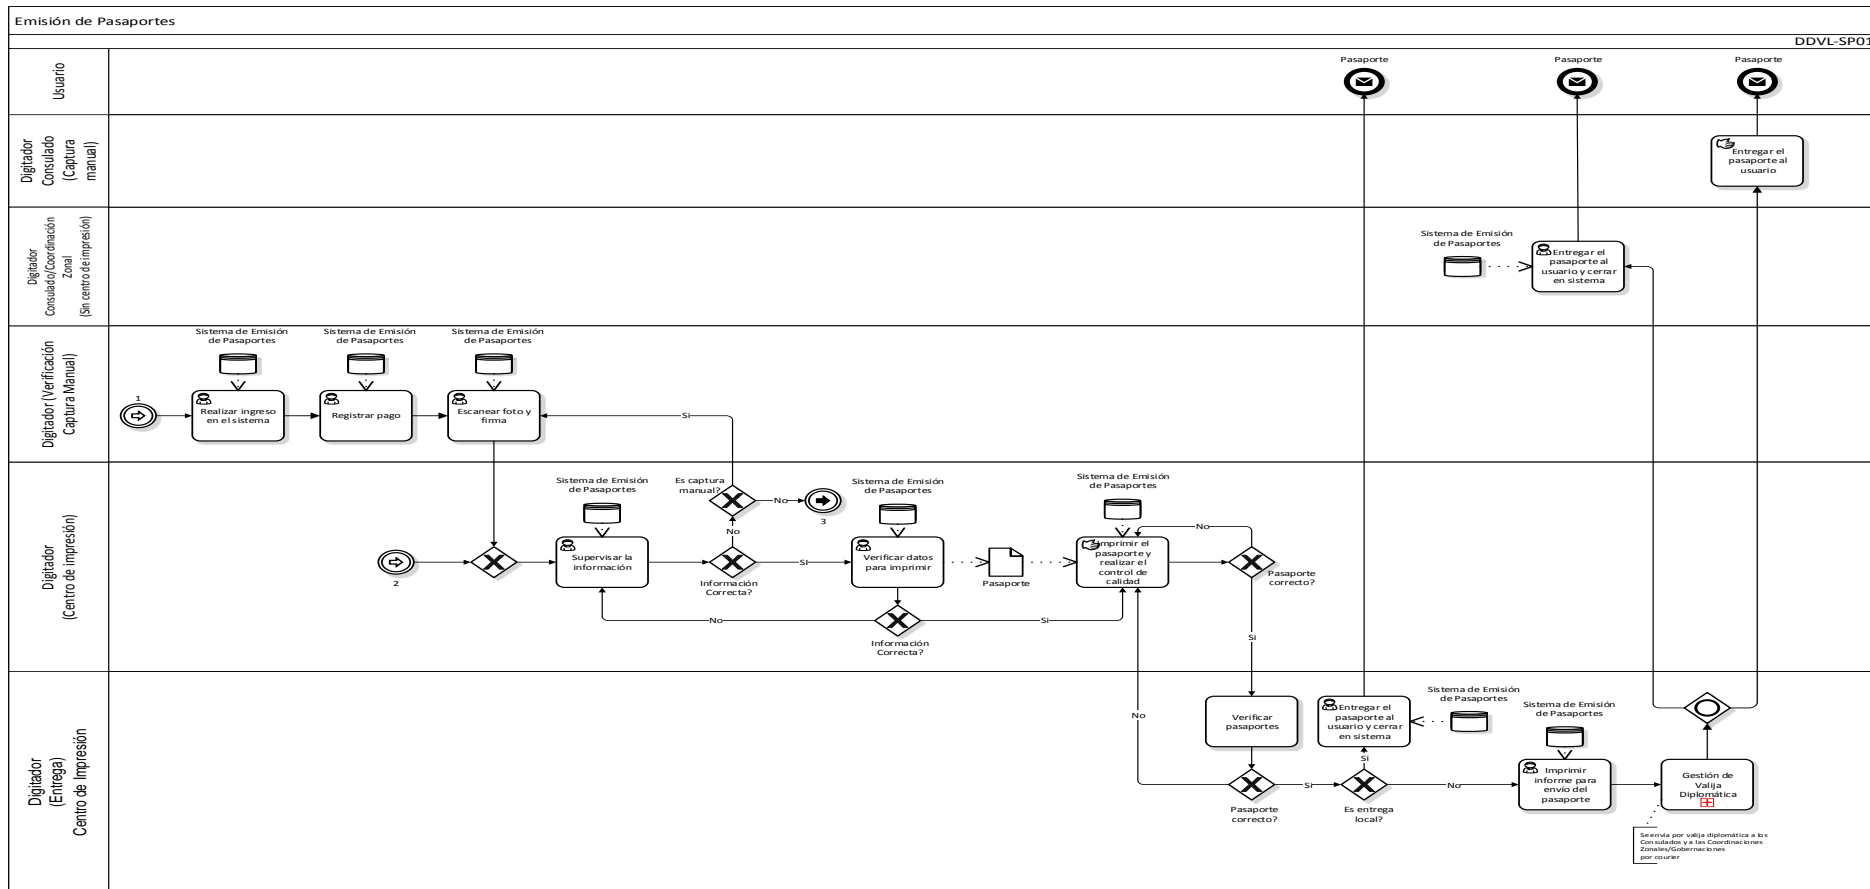 Emisión de Pasaportes
DDVL-SP01
Usuario
Pasaporte
Pasaporte
Pasaporte
Digitador
Consulado
(Captura
manual)
Entregar el
pasaporte al
usuario
Digitador
Consulado/Coordinación
Zonal
(Sin centro de impresión)
Sistema de Emisión
de Pasaportes
Entregar el
pasaporte al
usuario y cerrar
en sistema
Digitador (Verificación
Captura Manual)
1
Sistema de Emisión
de Pasaportes
Realizar ingreso
en el sistema
Sistema de Emisión
de Pasaportes
Registrar pago
Sistema de Emisión
de Pasaportes
Escanear foto y
firma
Si
Digitador
(Centro de impresión)
2
Sistema de Emisión
de Pasaportes
Supervisar la
información
Es captura
manual?
No
3
No
Información
Correcta?
Si
Sistema de Emisión
de Pasaportes
Verificar datos
para imprimir
Pasaporte
No
Información
Correcta?
Si
Sistema de Emisión
de Pasaportes
Imprimir el
pasaporte y
realizar el
control de
calidad
No
Pasaporte
correcto?
Si
Digitador
(Entrega)
Centro de Impresión
No
Verificar
pasaportes
Pasaporte
correcto?
Si
Entregar el
pasaporte al
usuario y cerrar
en sistema
Sistema de Emisión
de Pasaportes
Si
Es entrega
local?
No
Sistema de Emisión
de Pasaportes
Imprimir
informe para
envío del
pasaporte
Gestión de
Valija
Diplomática
Se envía por valija diplomática a los
Consulados y a las Coordinaciones
Zonales/Gobernaciones
por courier